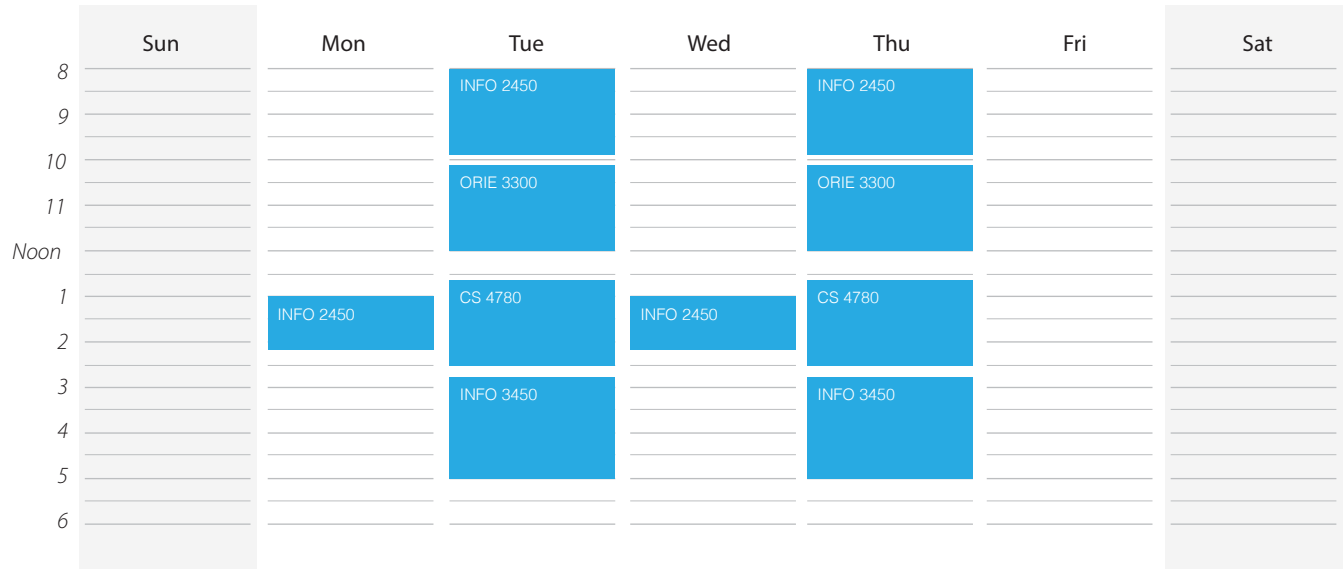 Sun Mon Tue Wed Thu Fri Sat
8 INFO 2450 INFO 2450
9
10
ORIE 3300 ORIE 3300
11
Noon
1 CS 4780 CS 4780
INFO 2450 INFO 2450
2
3
INFO 3450 INFO 3450
4
5
6